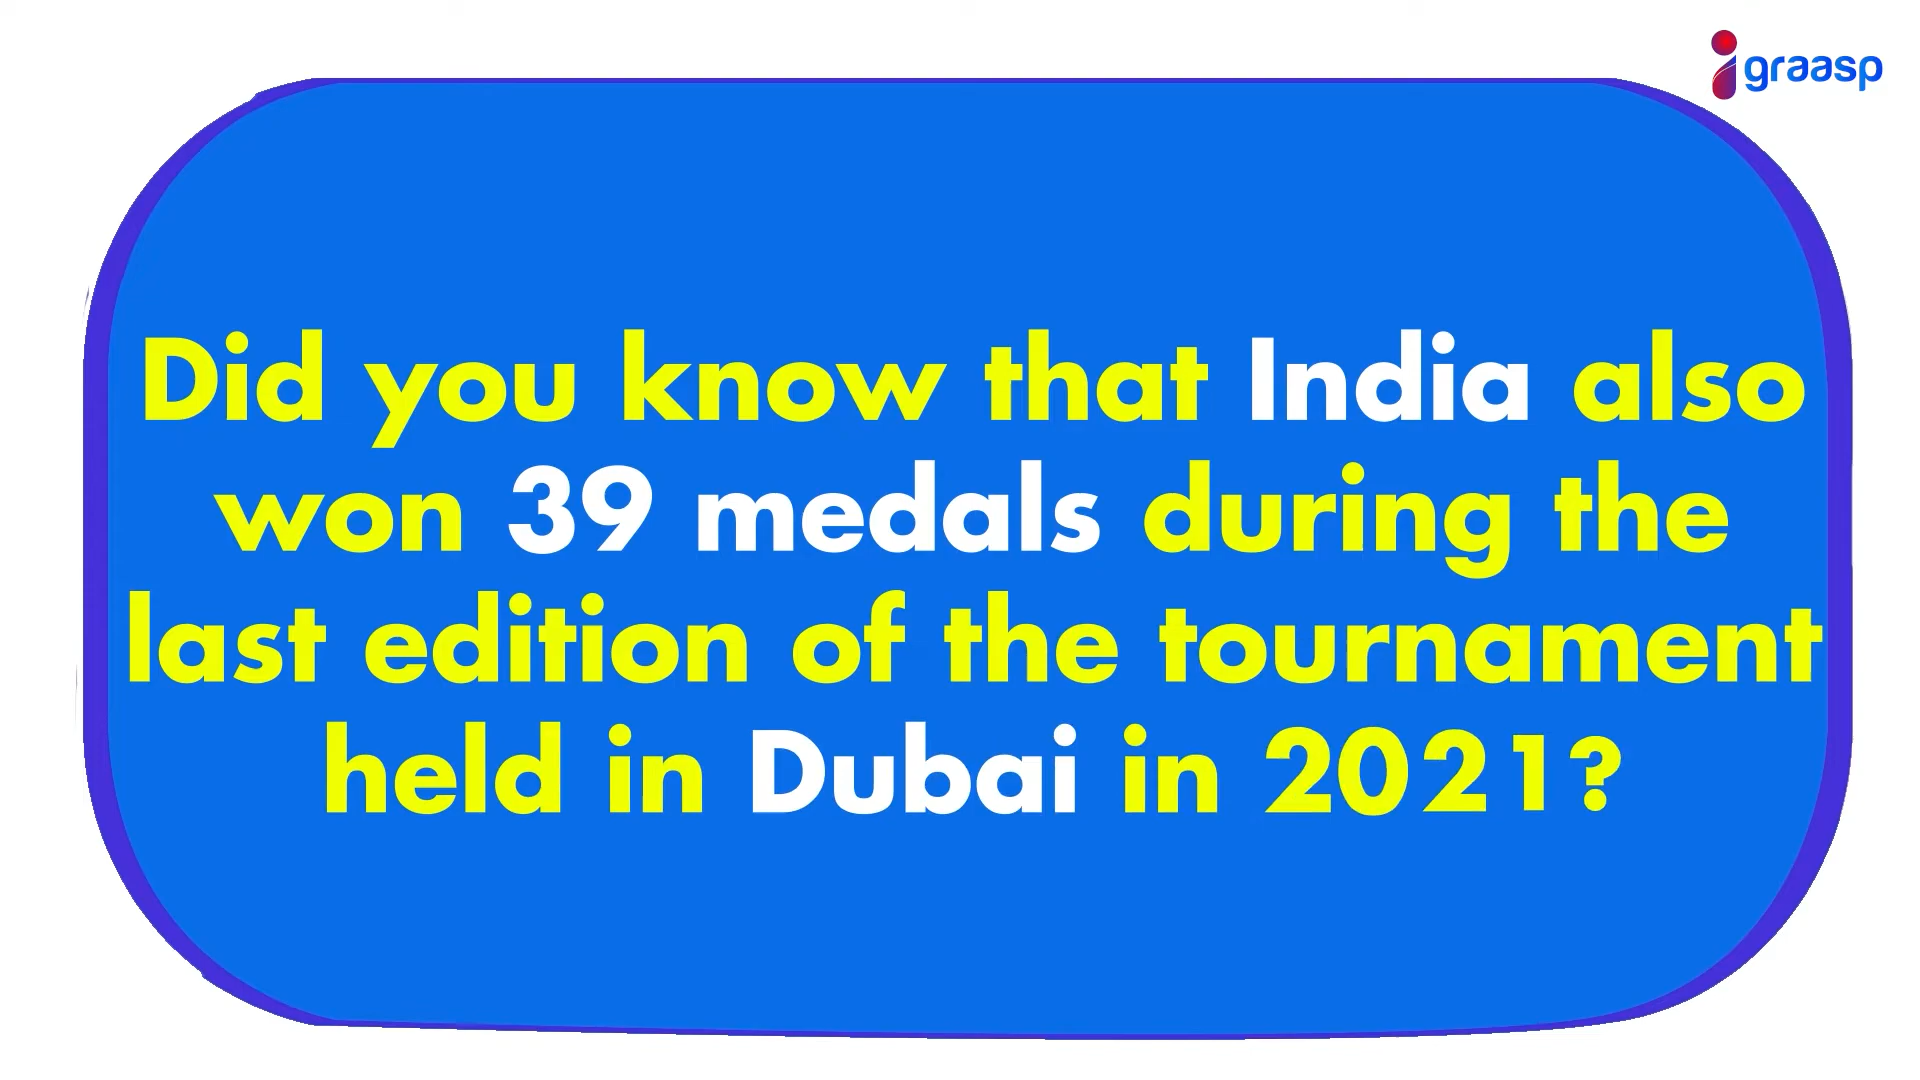 igraasp
Did you know that India also
won 39 medals during the
last edition of the tournament
held in Dubai in 2021?